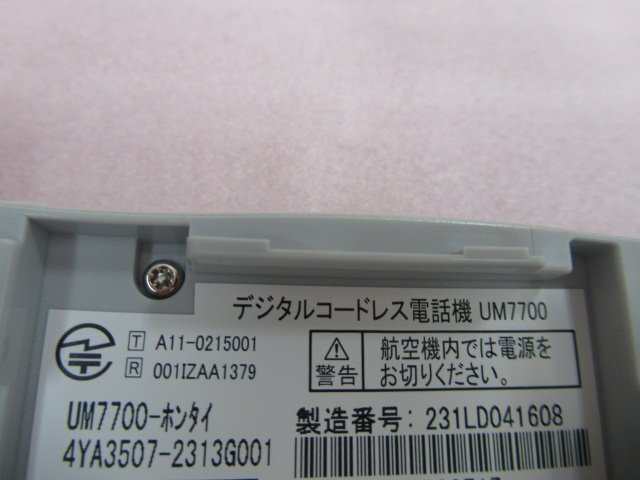 デジタルコードレス電話機 UM7700
T A11-0215001
R 001IZAA1379
警告
航空機内では電源を
お切りください。
UM7700-ホンタイ
4YA3507-2313G001
製造番号: 231LD041608